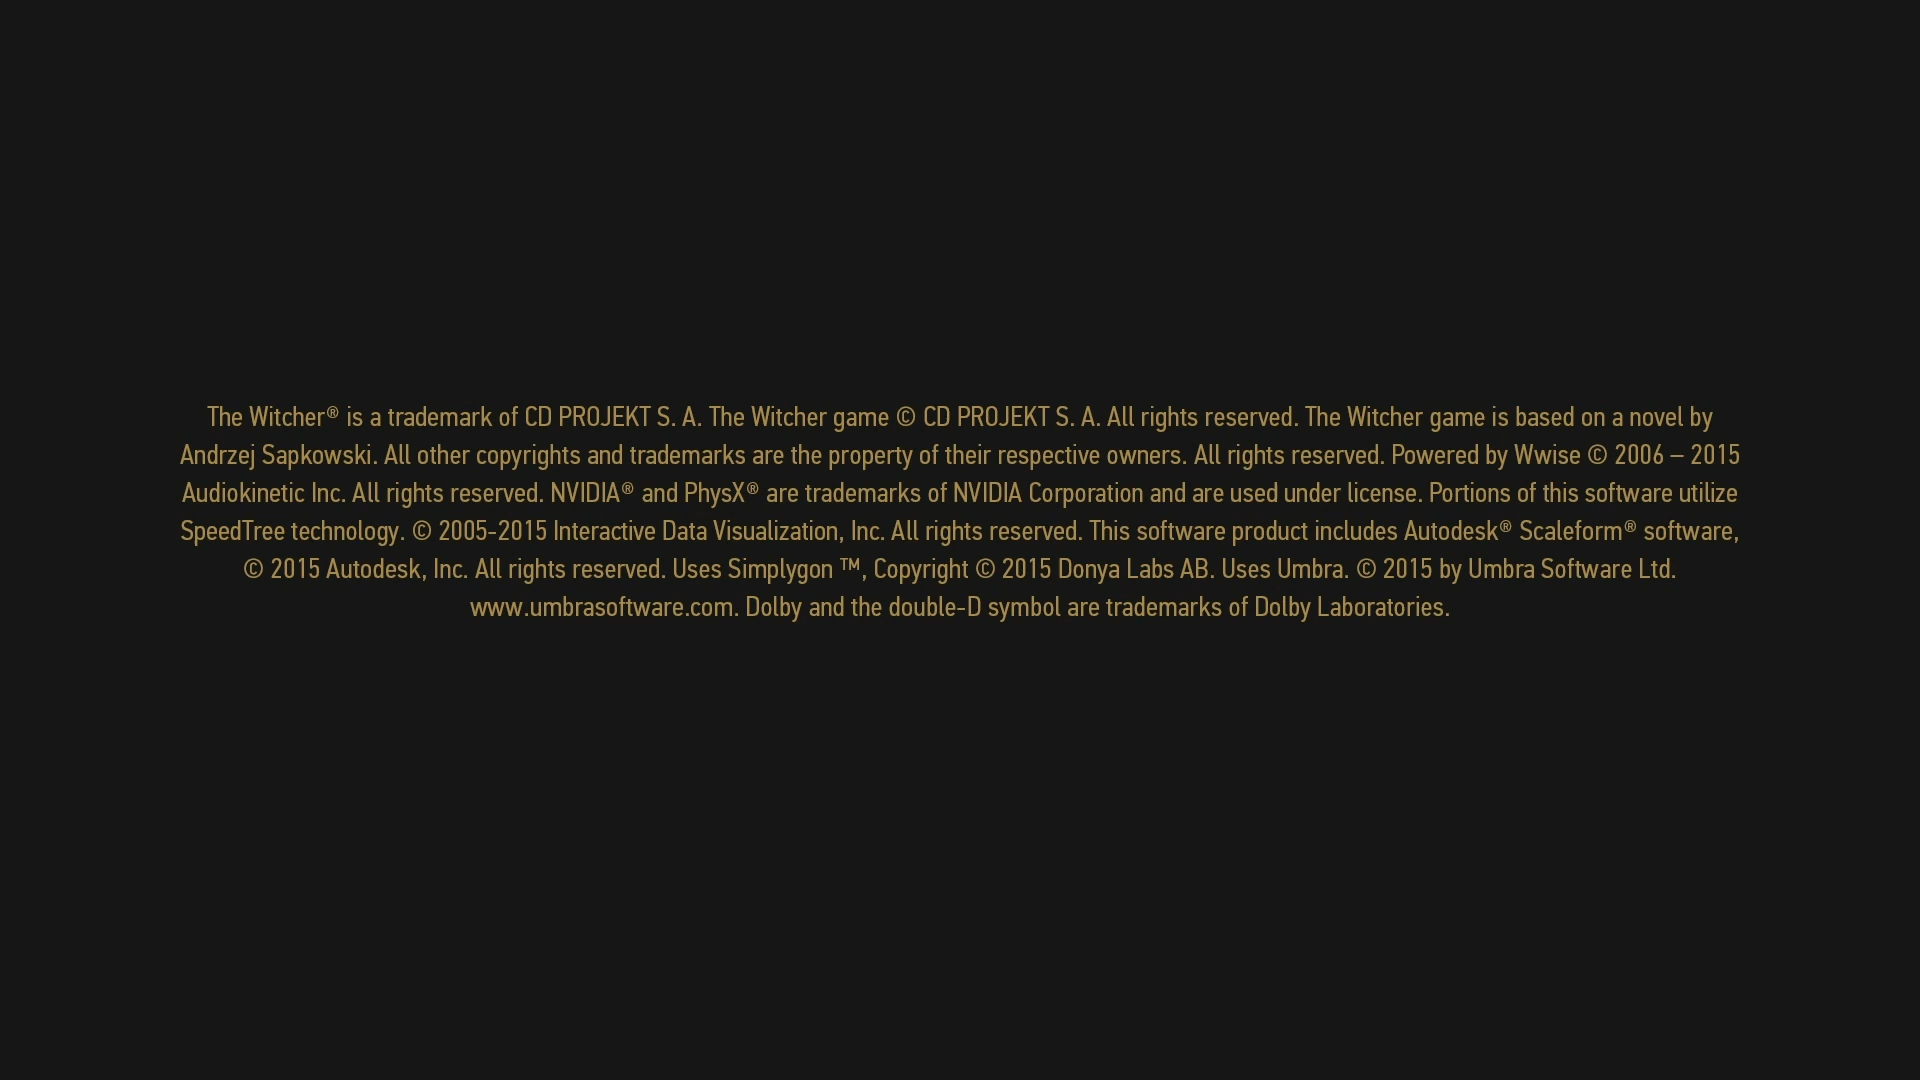 The Witcher® is a trademark of CD PROJEKT S. A. The Witcher game © CD PROJEKT S. A. All rights reserved. The Witcher game is based on a novel by
Andrzej Sapkowski. All other copyrights and trademarks are the property of their respective owners. All rights reserved. Powered by Wwise © 2006 – 2015
Audiokinetic Inc. All rights reserved. NVIDIA® and PhysX® are trademarks of NVIDIA Corporation and are used under license. Portions of this software utilize
SpeedTree technology. © 2005-2015 Interactive Data Visualization, Inc. All rights reserved. This software product includes Autodesk® Scaleform® software,
© 2015 Autodesk, Inc. All rights reserved. Uses Simplygon ™, Copyright © 2015 Donya Labs AB. Uses Umbra. © 2015 by Umbra Software Ltd.
www.umbrasoftware.com. Dolby and the double-D symbol are trademarks of Dolby Laboratories.